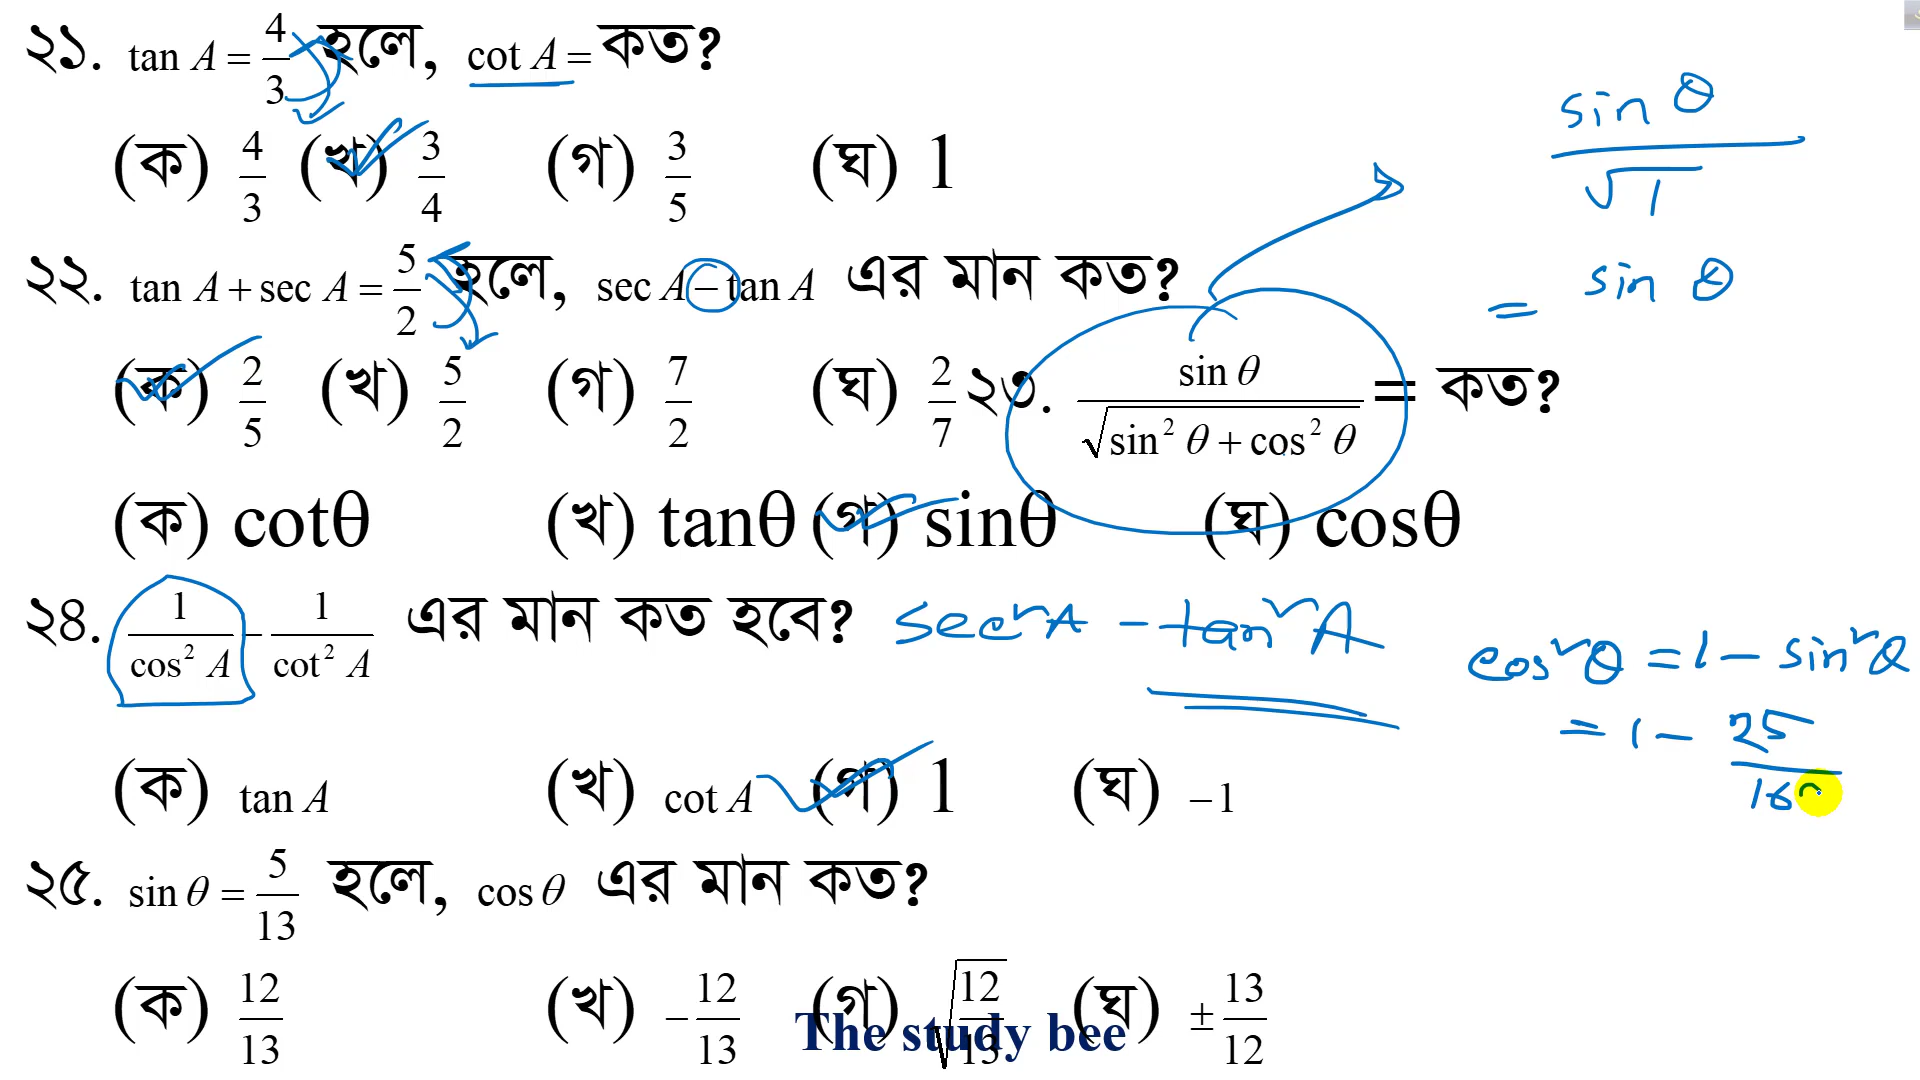 ২১. tan A = 4/3 হলে, cot A = কত?
(ক) 4/3 (খ) 3/4 (গ) 3/5 (ঘ) 1
২২. tan A + sec A = 5/2 হলে, sec A − tan A এর মান কত?
(ক) 2/5 (খ) 5/2 (গ) 7/2 (ঘ) 2/7
২৩. sin θ / √(sin² θ + cos² θ) = কত?
(ক) cotθ (খ) tanθ (গ) sinθ (ঘ) cosθ
sin θ / √1
= sin θ
২৪. 1/cos² A − 1/cot² A এর মান কত হবে?
sec²A − tan²A
(ক) tan A (খ) cot A (গ) 1 (ঘ) −1
২৫. sin θ = 5/13 হলে, cos θ এর মান কত?
(ক) 12/13 (খ) −12/13 (গ) √(12/13) (ঘ) ± 13/12
cos²θ = 1 − sin²θ
= 1 − 25/16
The study bee